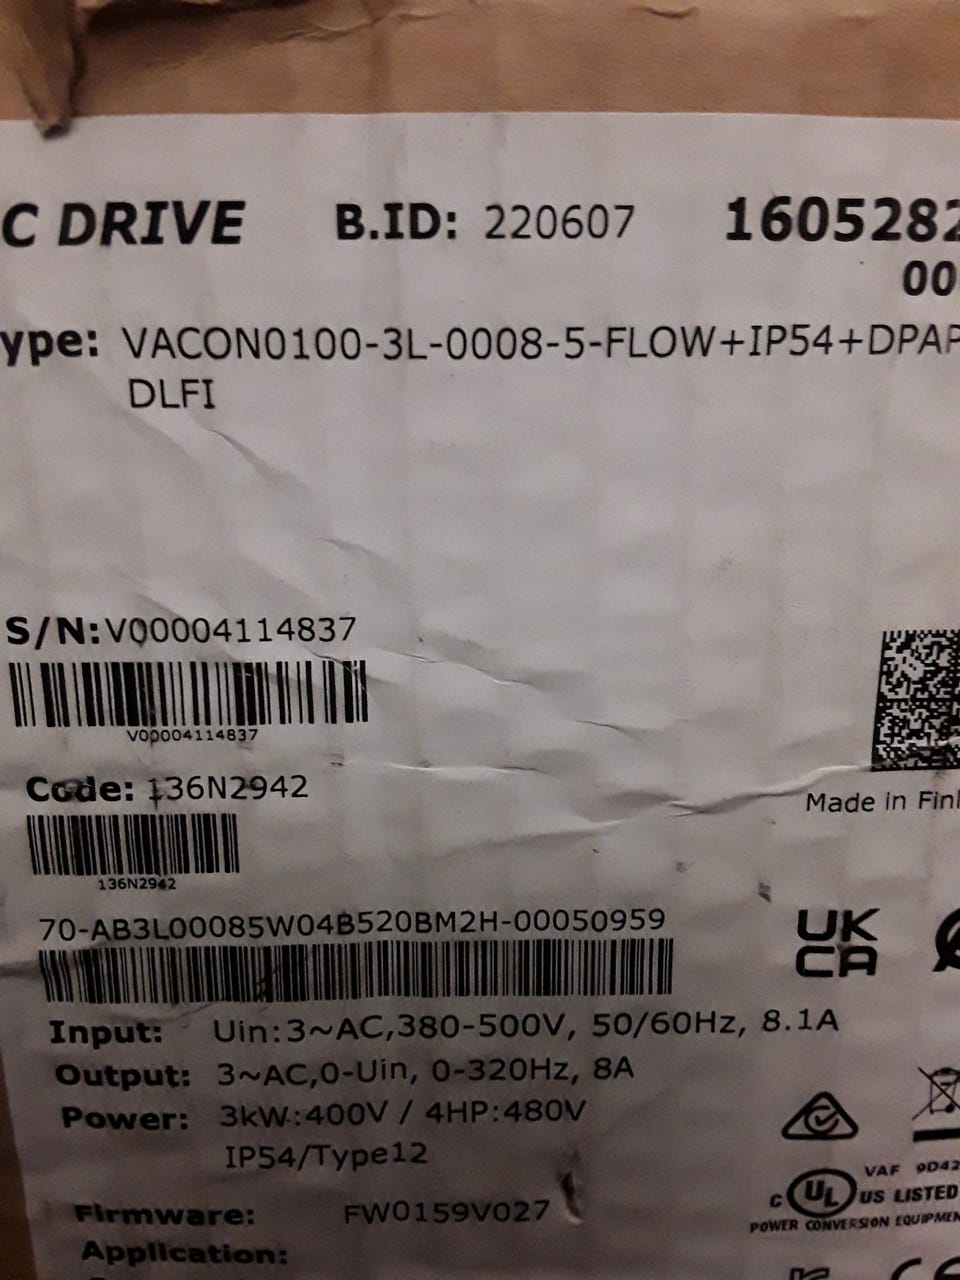 C DRIVE B.ID: 220607 160528
00
ype: VACON0100-3L-0008-5-FLOW+IP54+DPAP
DLFI
S/N: V00004114837
V00004114837
Code: 136N2942
136N2942
Made in Finl
70-AB3L00085W04B520BM2H-00050959
UK
CA
Input: Uin:3~AC,380-500V, 50/60Hz, 8.1A
Output: 3~AC,0-Uin, 0-320Hz, 8A
Power: 3kW:400V / 4HP:480V
IP54/Type12
VAF 9D42
C UL US LISTED
POWER CONVERSION EQUIPMEN
Firmware: FW0159V027
Application: